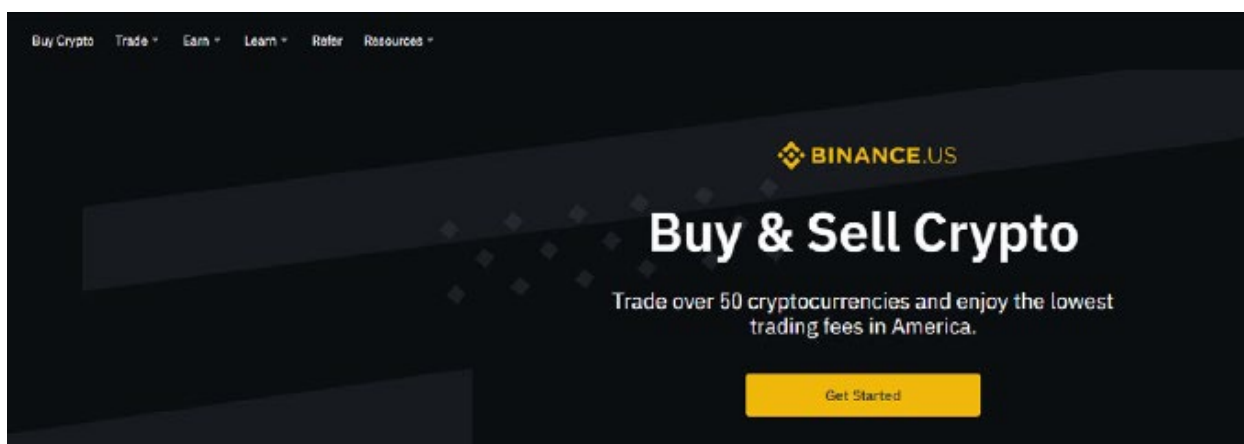 Buy Crypto Trade Earn Learn Refer Resources
BINANCE.US
Buy & Sell Crypto
Trade over 50 cryptocurrencies and enjoy the lowest
trading fees in America.
Get Started